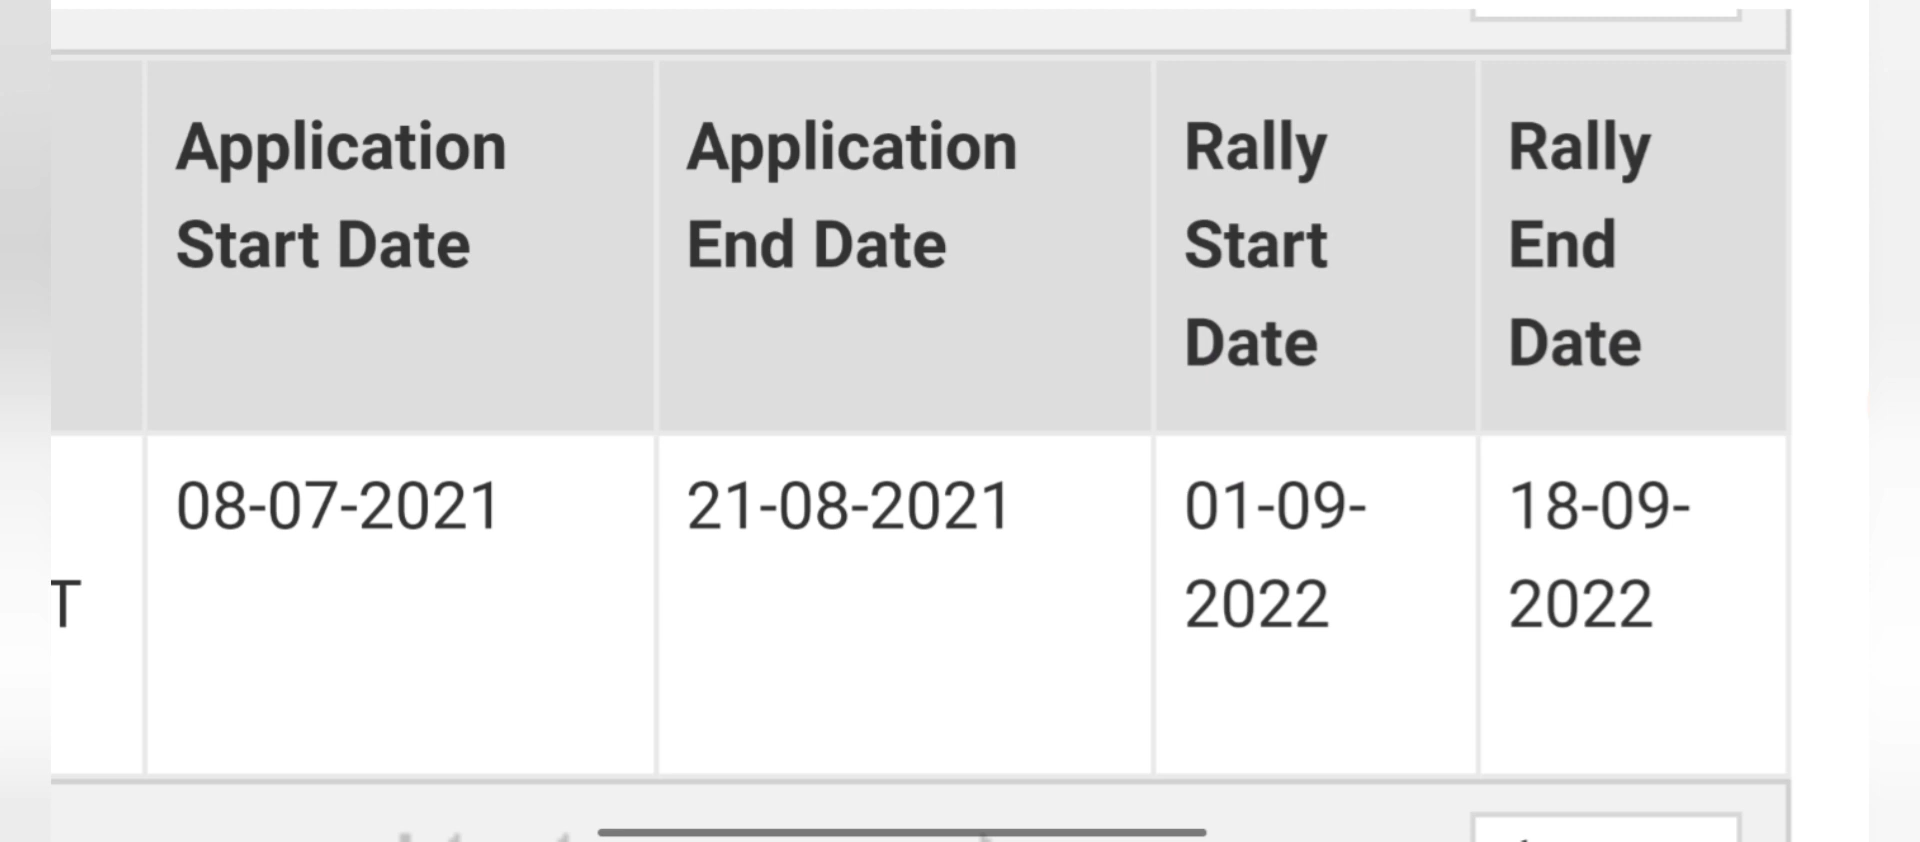 Application
Start Date
Application
End Date
Rally
Start
Date
Rally
End
Date
T
08-07-2021
21-08-2021
01-09-
2022
18-09-
2022